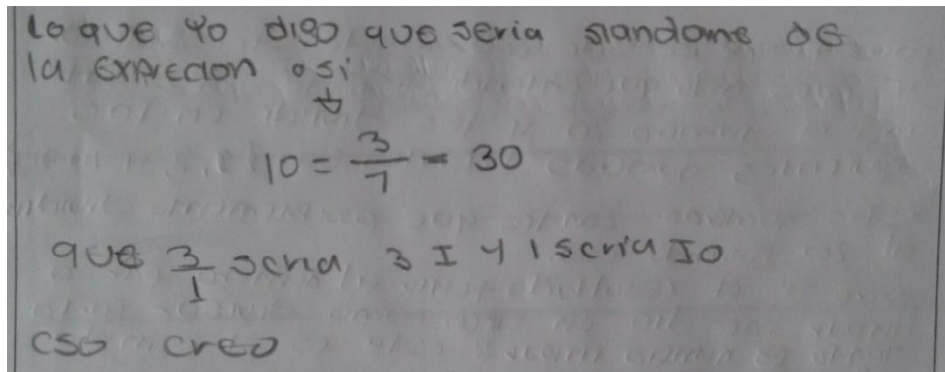 lo que yo digo que seria siandome de
la exprecion asi
↓
10 = 3/1 = 30
que 3/1 seria 3 I y 1 seria IO
eso creo